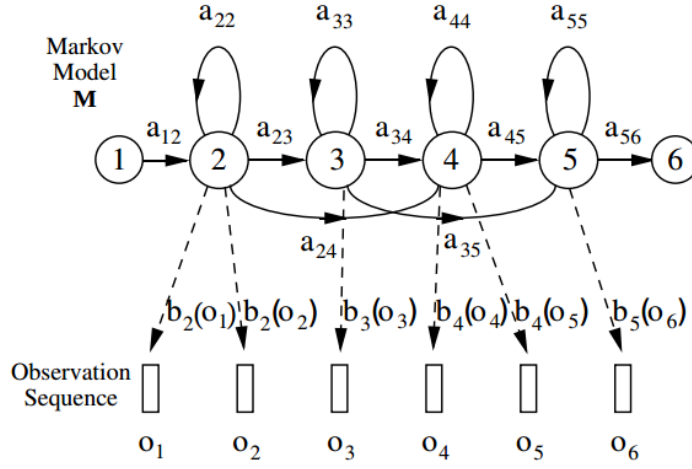 a22 a33 a44 a55
Markov
Model
M
a12 a23 a34 a45 a56
1 2 3 4 5 6
a24 a35
b2(o1) b2(o2) b3(o3) b4(o4) b4(o5) b5(o6)
Observation
Sequence
o1 o2 o3 o4 o5 o6